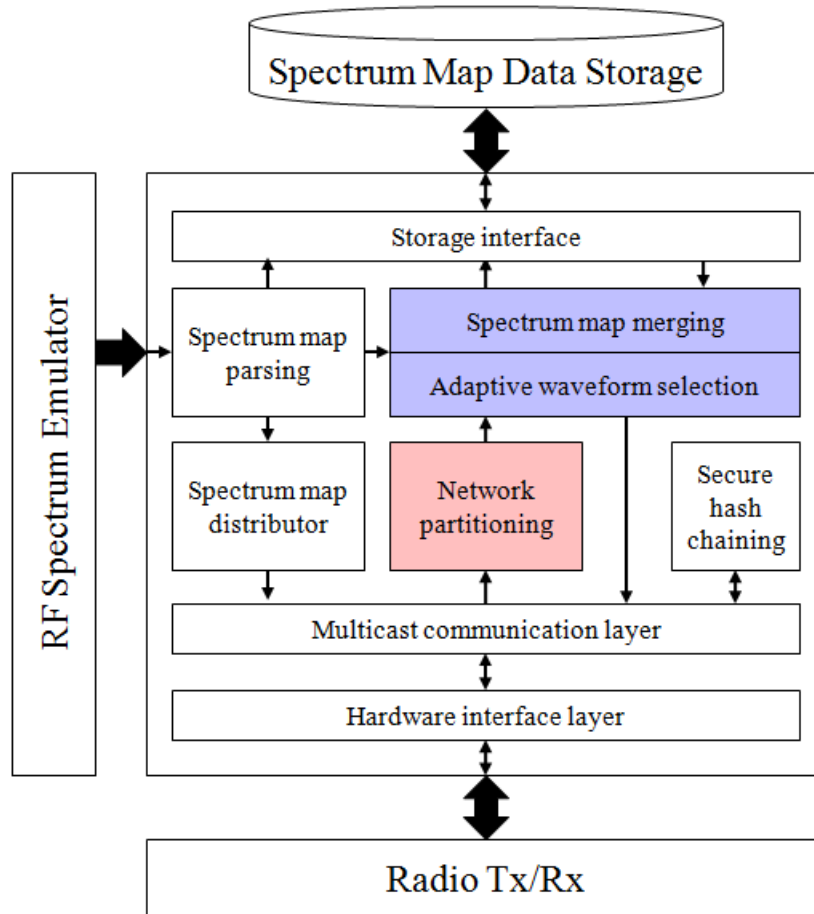 Spectrum Map Data Storage
RF Spectrum Emulator
Storage interface
Spectrum map
parsing
Spectrum map merging
Adaptive waveform selection
Spectrum map
distributor
Network
partitioning
Secure
hash
chaining
Multicast communication layer
Hardware interface layer
Radio Tx/Rx